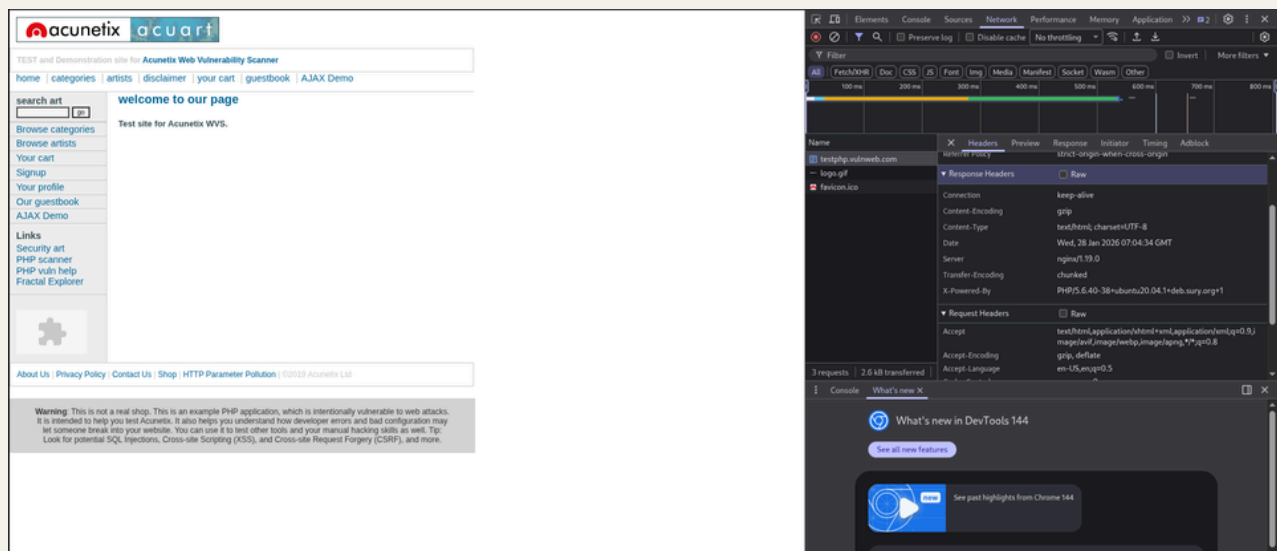 acunetix acuart
TEST and Demonstration site for Acunetix Web Vulnerability Scanner
home | categories | artists | disclaimer | your cart | guestbook | AJAX Demo
search art
go
Browse categories
Browse artists
Your cart
Signup
Your profile
Our guestbook
AJAX Demo
Links
Security art
PHP scanner
PHP vuln help
Fractal Explorer
welcome to our page
Test site for Acunetix WVS.
About Us | Privacy Policy | Contact Us | Shop | HTTP Parameter Pollution | ©2019 Acunetix Ltd
Warning: This is not a real shop. This is an example PHP application, which is intentionally vulnerable to web attacks.
It is intended to help you test Acunetix. It also helps you understand how developer errors and bad configuration may
let someone break into your website. You can use it to test other tools and your manual hacking skills as well. Tip:
Look for potential SQL Injections, Cross-site Scripting (XSS), and Cross-site Request Forgery (CSRF), and more.
Elements Console Sources Network Performance Memory Application 2
Preserve log Disable cache No throttling
Filter Invert More filters
All Fetch/XHR Doc CSS JS Font Img Media Manifest Socket Wasm Other
100 ms 200 ms 300 ms 400 ms 500 ms 600 ms 700 ms 800 ms
Name Headers Preview Response Initiator Timing Adblock
testphp.vulnweb.com
logo.gif
favicon.ico
Referrer Policy strict-origin-when-cross-origin
Response Headers Raw
Connection keep-alive
Content-Encoding gzip
Content-Type text/html; charset=UTF-8
Date Wed, 28 Jan 2026 07:04:34 GMT
Server nginx/1.19.0
Transfer-Encoding chunked
X-Powered-By PHP/5.6.40-38+ubuntu20.04.1+deb.sury.org+1
Request Headers Raw
Accept text/html,application/xhtml+xml,application/xml;q=0.9,i
mage/avif,image/webp,image/apng,*/*;q=0.8
Accept-Encoding gzip, deflate
Accept-Language en-US,en;q=0.5
3 requests 2.6 kB transferred
Console What's new
What's new in DevTools 144
See all new features
new
See past highlights from Chrome 144